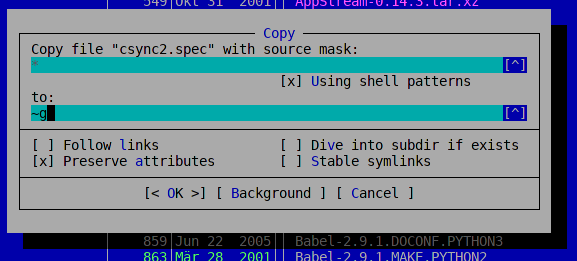 549 Okt 31 2001 AppStream-0.14.3.tar.xz
Copy
Copy file "csync2.spec" with source mask:
* [^]
[x] Using shell patterns
to:
~g [^]
[ ] Follow links [ ] Dive into subdir if exists
[x] Preserve attributes [ ] Stable symlinks
[< OK >] [ Background ] [ Cancel ]
859 Jun 22 2005 Babel-2.9.1.DOCONF.PYTHON3
863 Mär 28 2001 Babel-2.9.1.MAKE.PYTHON2